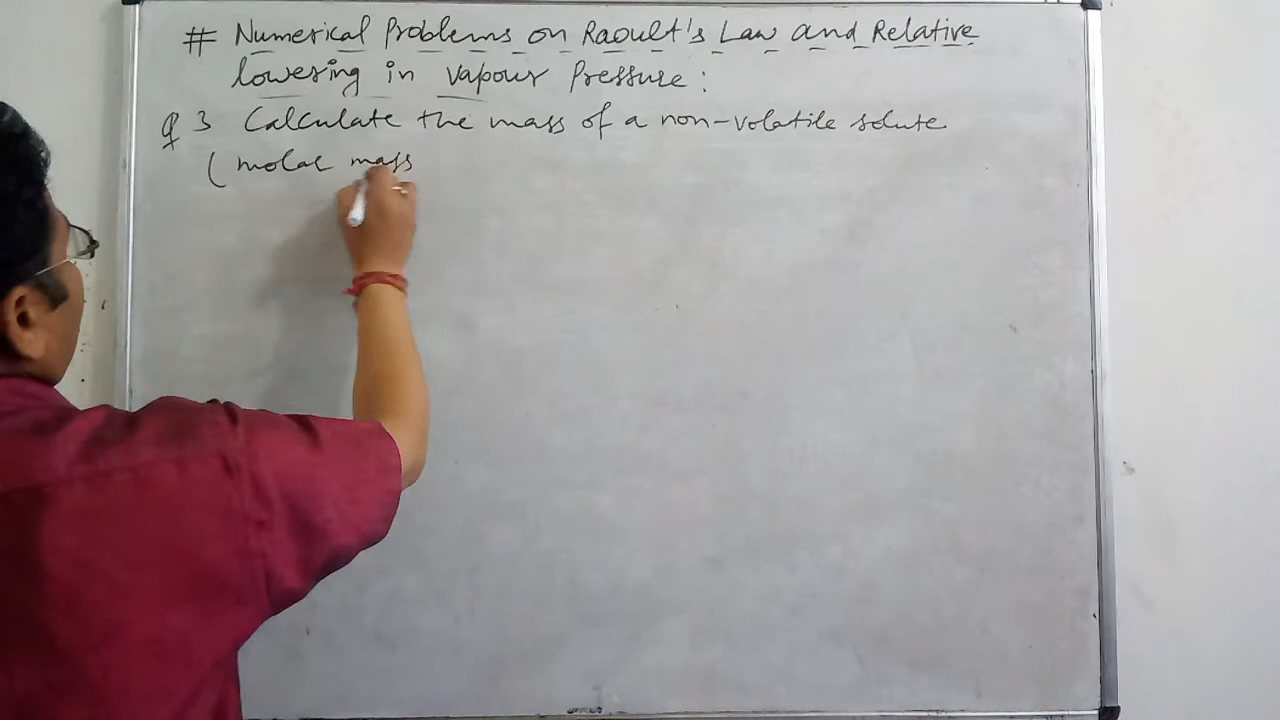 # Numerical Problems on Raoult's Law and Relative
lowering in vapour Pressure:
Q 3 Calculate the mass of a non-volatile solute
(molar mass